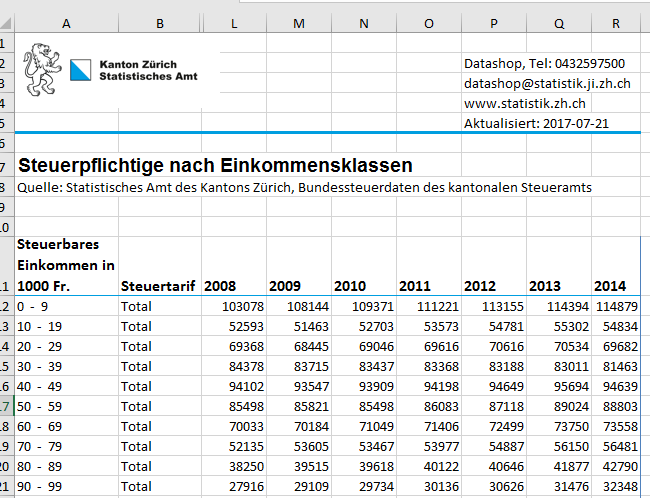 A B L M N O P Q R
1
2 Kanton Zürich Datashop, Tel: 0432597500
3 Statistisches Amt datashop@statistik.ji.zh.ch
4 www.statistik.zh.ch
5 Aktualisiert: 2017-07-21
6
7 Steuerpflichtige nach Einkommensklassen
8 Quelle: Statistisches Amt des Kantons Zürich, Bundessteuerdaten des kantonalen Steueramts
9
10
Steuerbares
Einkommen in
11 1000 Fr. Steuertarif 2008 2009 2010 2011 2012 2013 2014
12 0 - 9 Total 103078 108144 109371 111221 113155 114394 114879
13 10 - 19 Total 52593 51463 52703 53573 54781 55302 54834
14 20 - 29 Total 69368 68445 69046 69616 70616 70534 69682
15 30 - 39 Total 84378 83715 83437 83368 83188 83011 81463
16 40 - 49 Total 94102 93547 93909 94198 94649 95694 94639
17 50 - 59 Total 85498 85821 85498 86083 87118 89024 88803
18 60 - 69 Total 70033 70184 71049 71406 72499 73750 73558
19 70 - 79 Total 52135 53605 53467 53977 54887 56150 56481
20 80 - 89 Total 38250 39515 39618 40122 40646 41877 42790
21 90 - 99 Total 27916 29109 29734 30136 30626 31476 32348